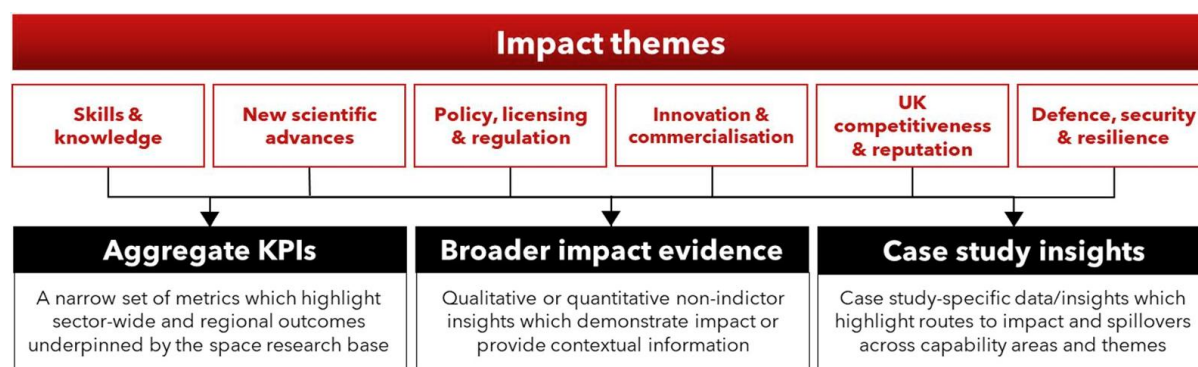 Impact themes
Skills &
knowledge
New scientific
advances
Policy, licensing
& regulation
Innovation &
commercialisation
UK
competitiveness
& reputation
Defence, security
& resilience
Aggregate KPIs
A narrow set of metrics which highlight
sector-wide and regional outcomes
underpinned by the space research base
Broader impact evidence
Qualitative or quantitative non-indictor
insights which demonstrate impact or
provide contextual information
Case study insights
Case study-specific data/insights which
highlight routes to impact and spillovers
across capability areas and themes